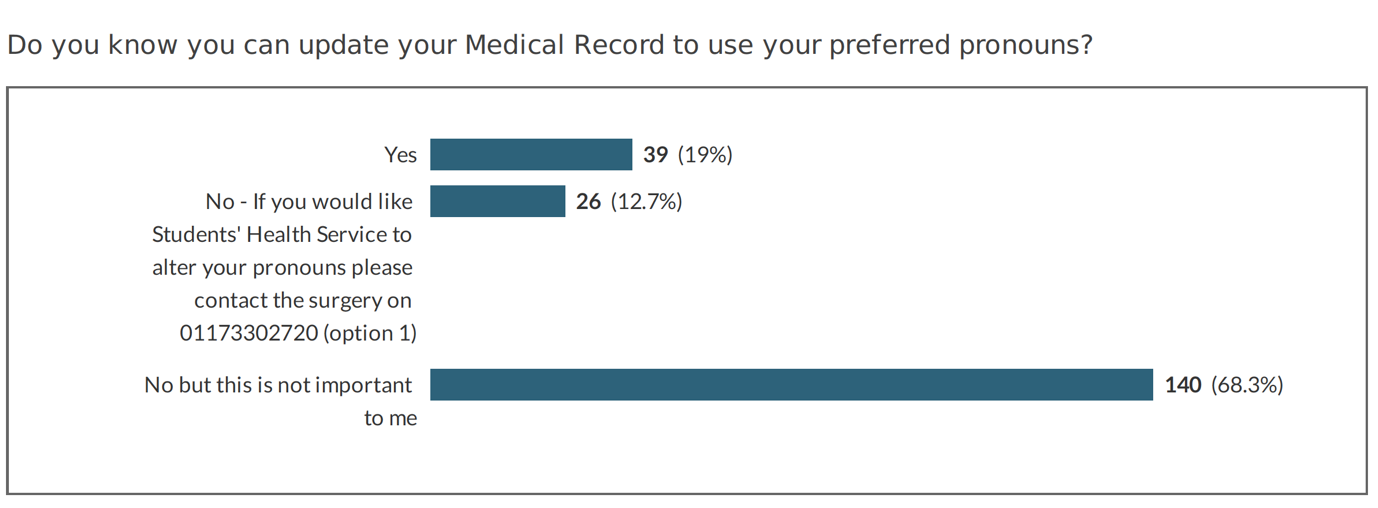 Do you know you can update your Medical Record to use your preferred pronouns?
Yes 39 (19%)
No - If you would like 26 (12.7%)
Students' Health Service to
alter your pronouns please
contact the surgery on
01173302720 (option 1)
No but this is not important 140 (68.3%)
to me